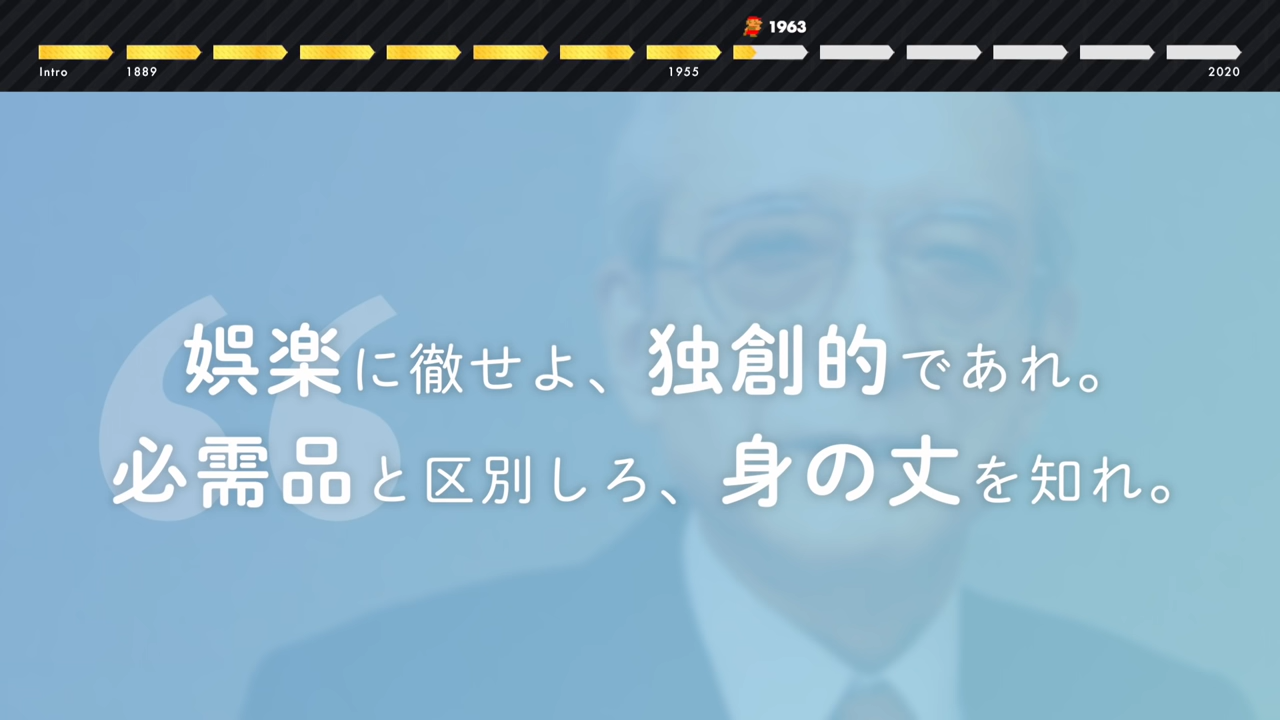 1963
Intro 1889 1955 2020
娯楽に徹せよ、独創的であれ。
必需品と区別しろ、身の丈を知れ。